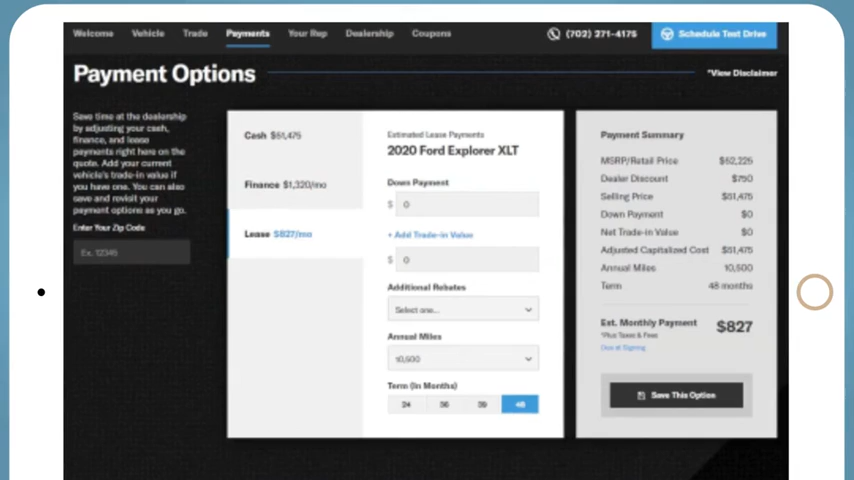 Welcome Vehicle Trade Payments Your Rep Dealership Coupons (702) 271-4175 Schedule Test Drive
Payment Options
*View Disclaimer
Save time at the dealership
by adjusting your cash,
finance, and lease
payments right here on the
quote. Add your current
vehicle's trade-in value if
you have one. You can also
save and revisit your
payment options as you go.
Enter Your Zip Code
Ex. 12345
Cash $51,475
Finance $1,320/mo
Lease $827/mo
Estimated Lease Payments
2020 Ford Explorer XLT
Down Payment
$ 0
+ Add Trade-in Value
$ 0
Additional Rebates
Select one...
Annual Miles
10,500
Term (In Months)
24 36 39 48
Payment Summary
MSRP/Retail Price $52,225
Dealer Discount $750
Selling Price $51,475
Down Payment $0
Net Trade-in Value $0
Adjusted Capitalized Cost $51,475
Annual Miles 10,500
Term 48 months
Est. Monthly Payment $827
*Plus Taxes & Fees
Due at Signing
Save This Option